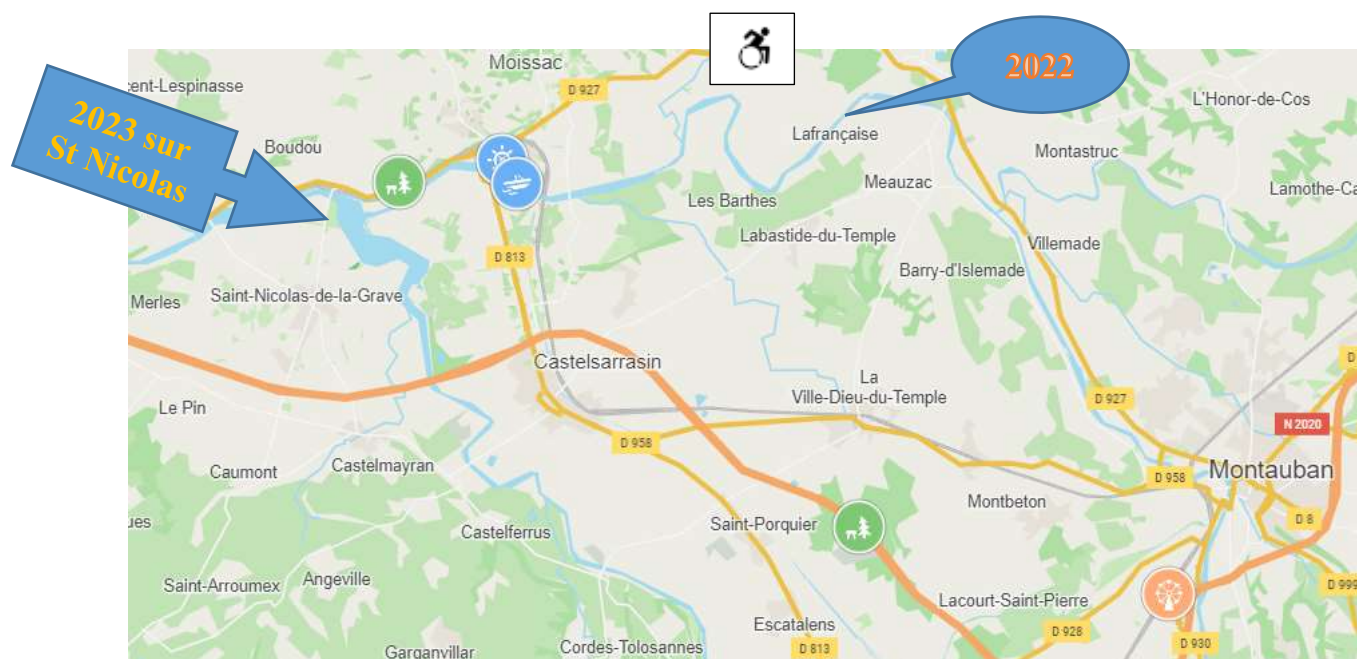 2022
Moissac
cent-Lespinasse
D 927
L'Honor-de-Cos
2023 sur
St Nicolas
Boudou
Lafrançaise
Montastruc
Meauzac
Lamothe-Ca
Les Barthes
Labastide-du-Temple
Villemade
D 813
Barry-d'Islemade
Merles
Saint-Nicolas-de-la-Grave
Castelsarrasin
D
La
Ville-Dieu-du-Temple
D 927
Le Pin
N 2020
D 958
Caumont
Castelmayran
Montauban
D 958
Montbeton
ues
Saint-Porquier
D 8
Castelferrus
Saint-Arroumex
Angeville
D 999
Lacourt-Saint-Pierre
Escatalens
D 928
D 930
Garganvillar
Cordes-Tolosannes
D 813